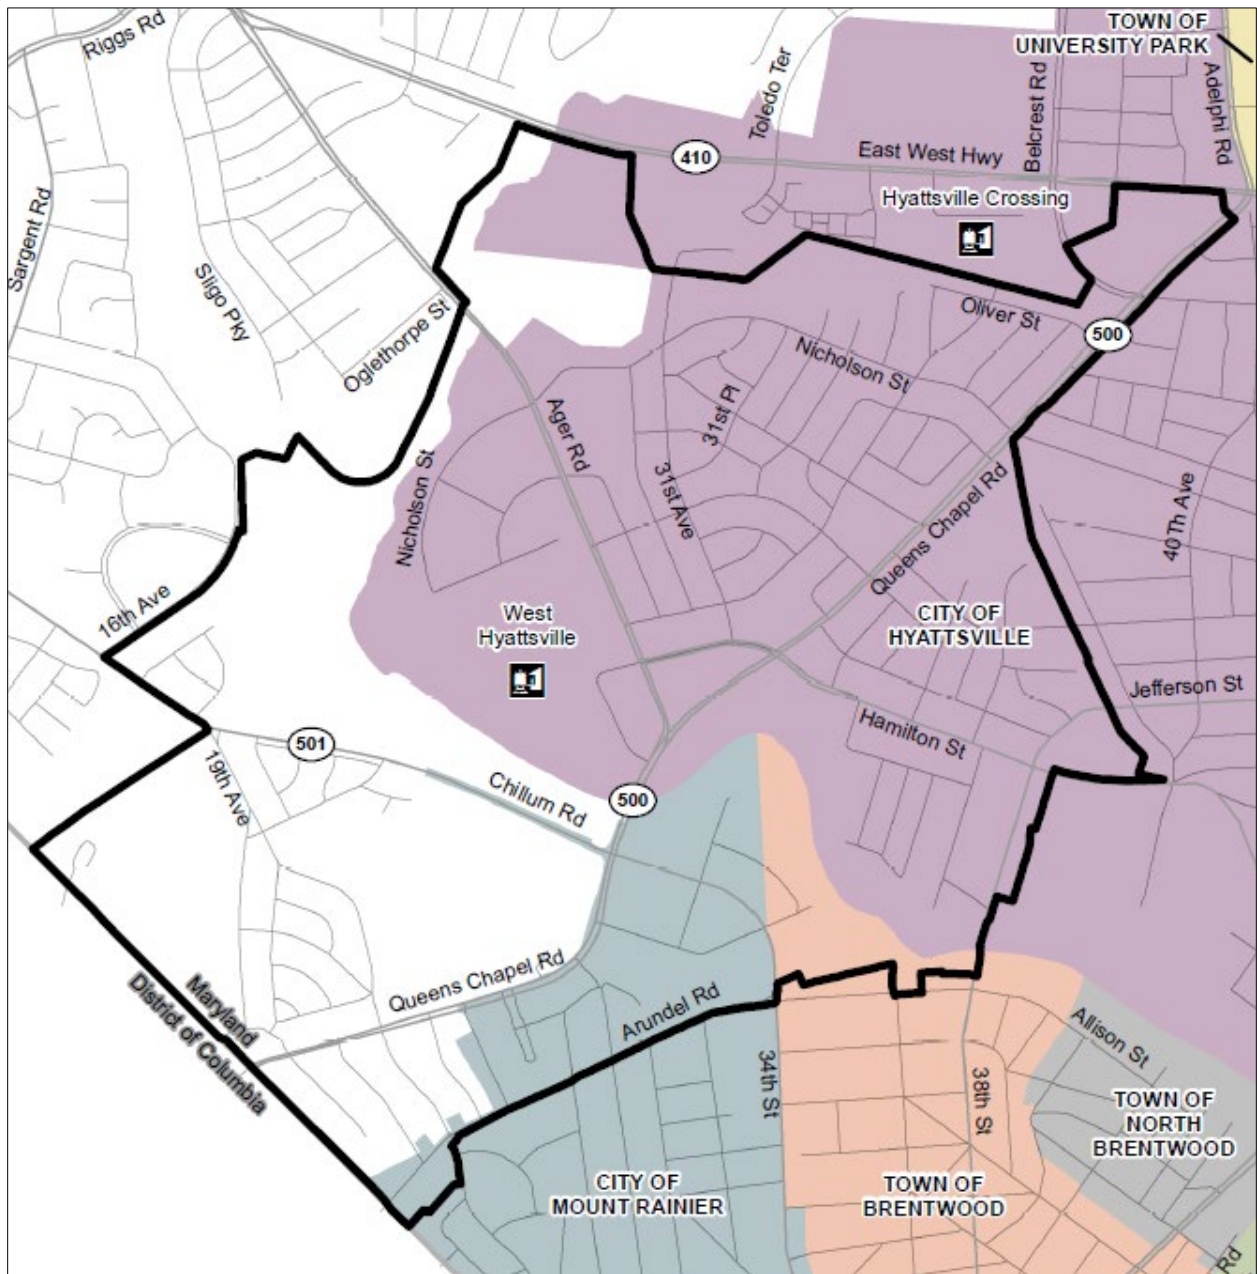 TOWN OF
UNIVERSITY PARK
Riggs Rd
Toledo Ter
Belcrest Rd
Adelphi Rd
410
East West Hwy
Hyattsville Crossing
Sargent Rd
Sligo Pky
Oglethorpe St
Oliver St
500
Nicholson St
31st Pl
Ager Rd
Nicholson St
31st Ave
Queens Chapel Rd
40Th Ave
16th Ave
West
Hyattsville
CITY OF
HYATTSVILLE
Jefferson St
Hamilton St
501
19th Ave
Chillum Rd
500
Queens Chapel Rd
Maryland
District of Columbia
Arundel Rd
34th St
38th St
Allison St
TOWN OF
NORTH
BRENTWOOD
CITY OF
MOUNT RAINIER
TOWN OF
BRENTWOOD
Rd